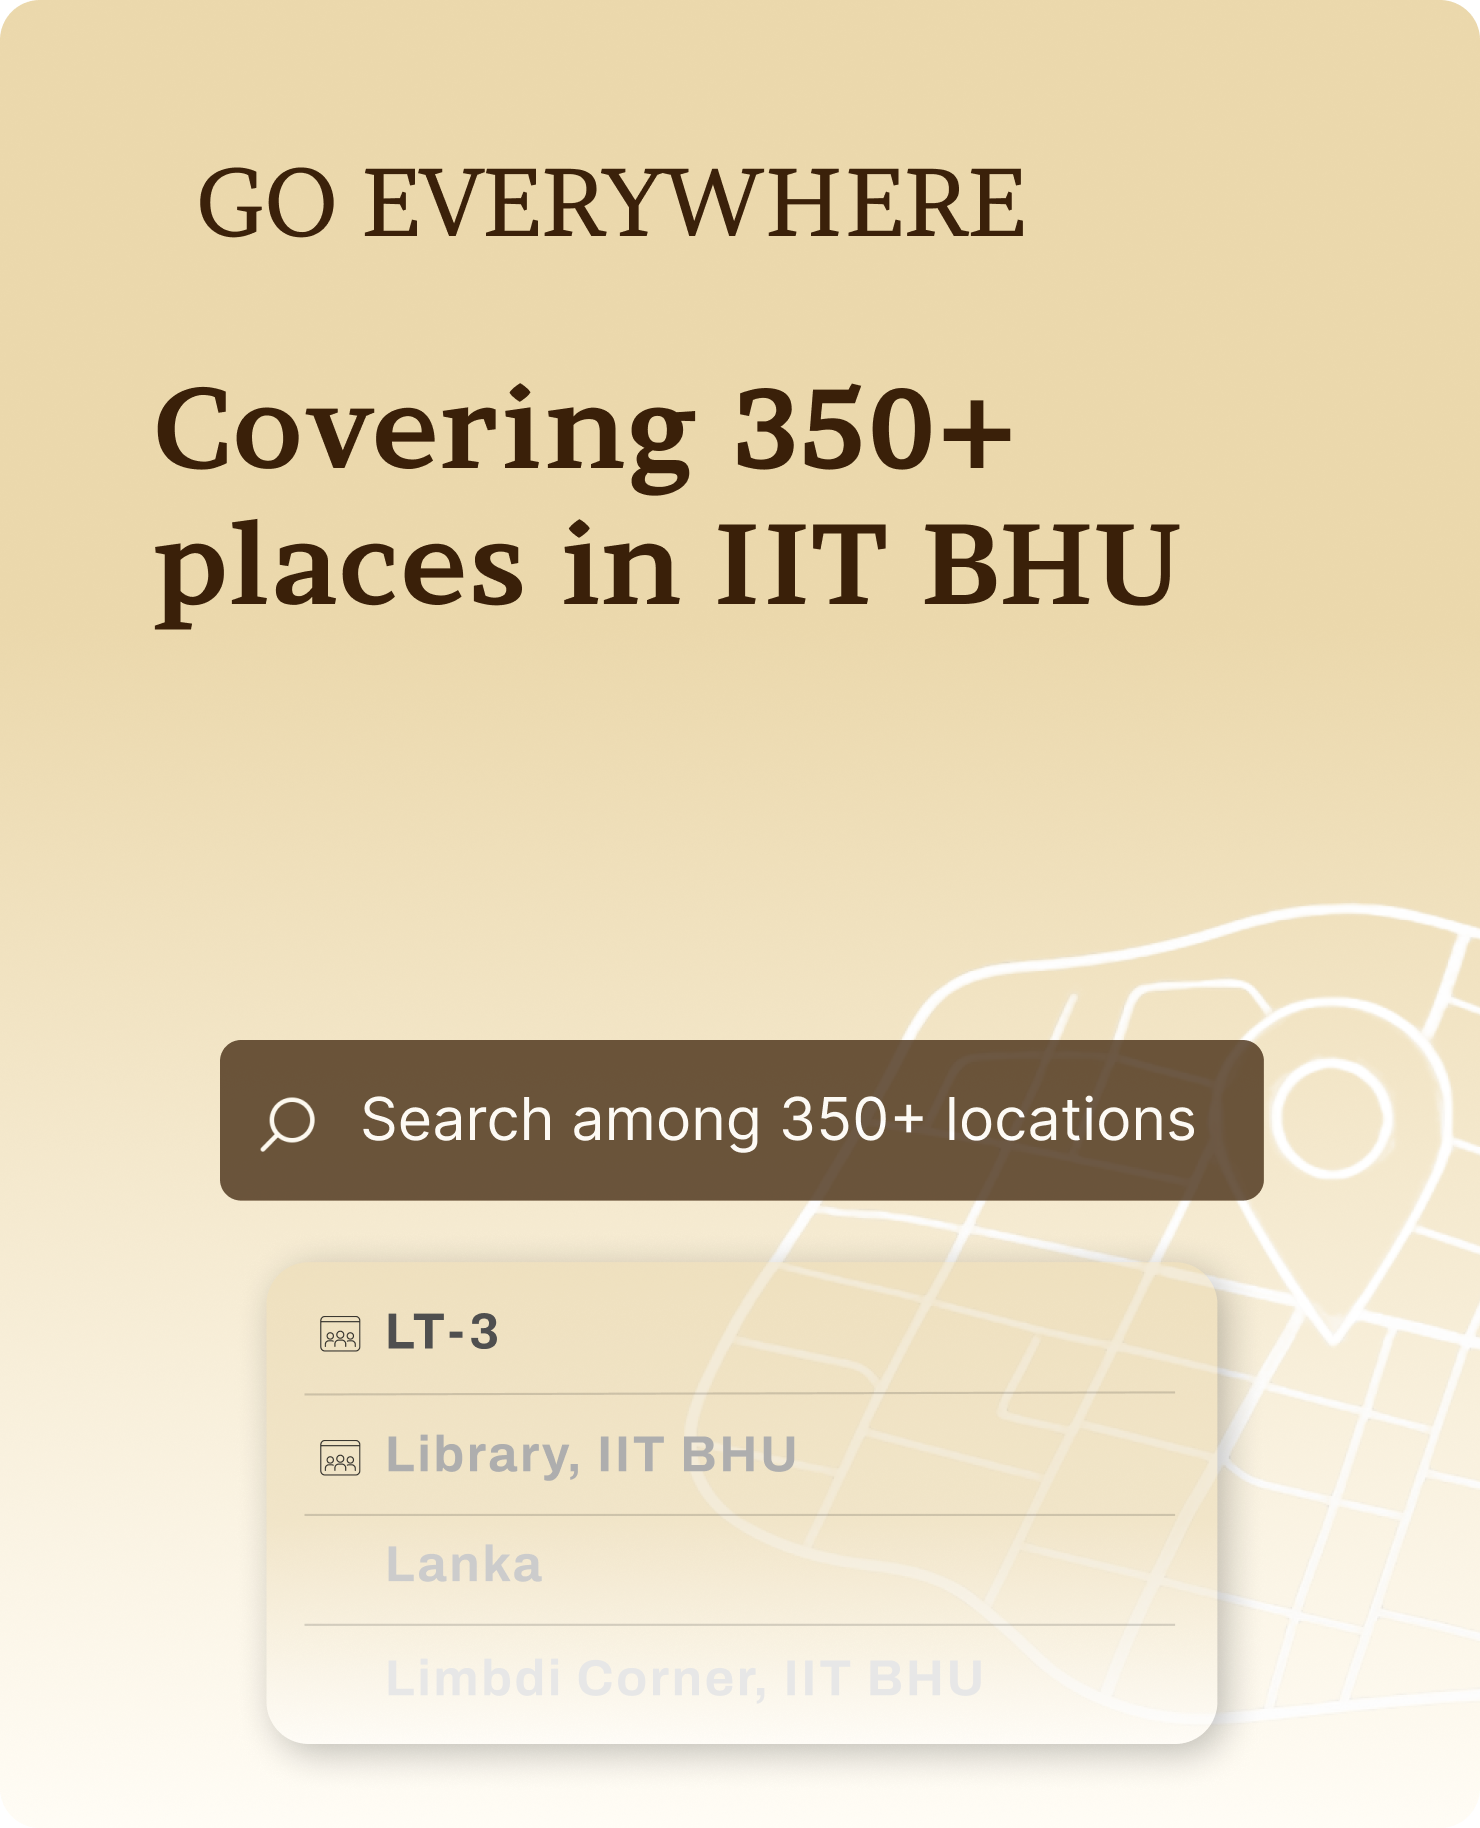 GO EVERYWHERE
Covering 350+
places in IIT BHU
Search among 350+ locations
LT-3
Library, IIT BHU
Lanka
Limbdi Corner, IIT BHU